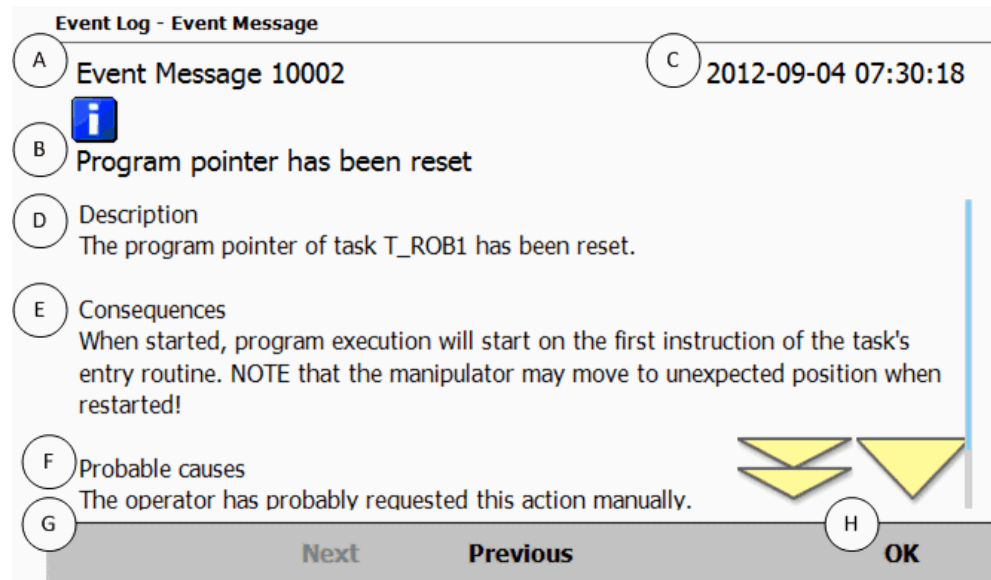 Event Log - Event Message
A Event Message 10002 C 2012-09-04 07:30:18
i
B Program pointer has been reset
D Description
The program pointer of task T_ROB1 has been reset.
E Consequences
When started, program execution will start on the first instruction of the task's
entry routine. NOTE that the manipulator may move to unexpected position when
restarted!
F Probable causes
The operator has probably requested this action manually.
G H
Next Previous OK